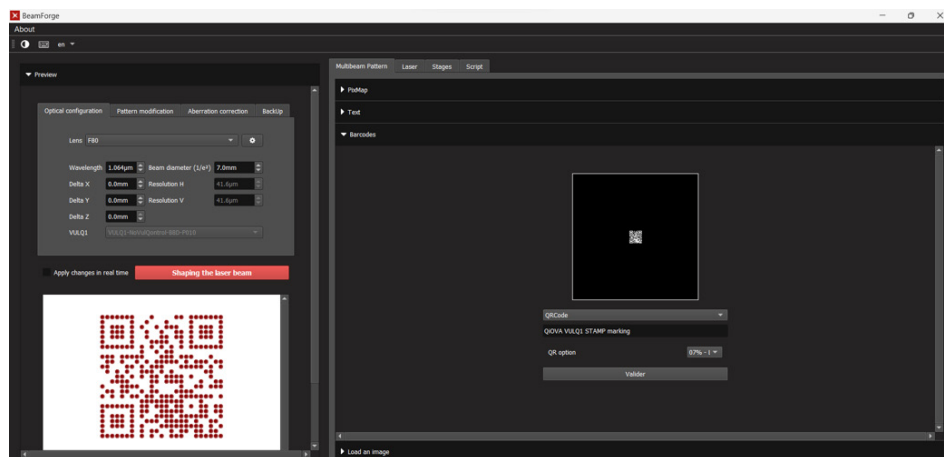 BeamForge
About
en
Preview
Optical configuration Pattern modification Aberration correction BackUp
Lens F80
Wavelength 1.064µm Beam diameter (1/e²) 7.0mm
Delta X 0.0mm Resolution H 41.6µm
Delta Y 0.0mm Resolution V 41.6µm
Delta Z 0.0mm
VULQ1
Apply changes in real time Shaping the laser beam
Multibeam Pattern Laser Stages Script
PixMap
Text
Barcodes
QRCode
QiOVA VULQ1 STAMP marking
QR option 07% - l
Valider
Load an image